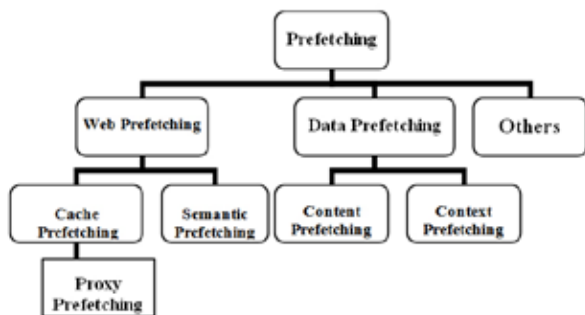 Prefetching
Web Prefetching
Data Prefetching
Others
Cache
Prefetching
Semantic
Prefetching
Content
Prefetching
Context
Prefetching
Proxy
Prefetching